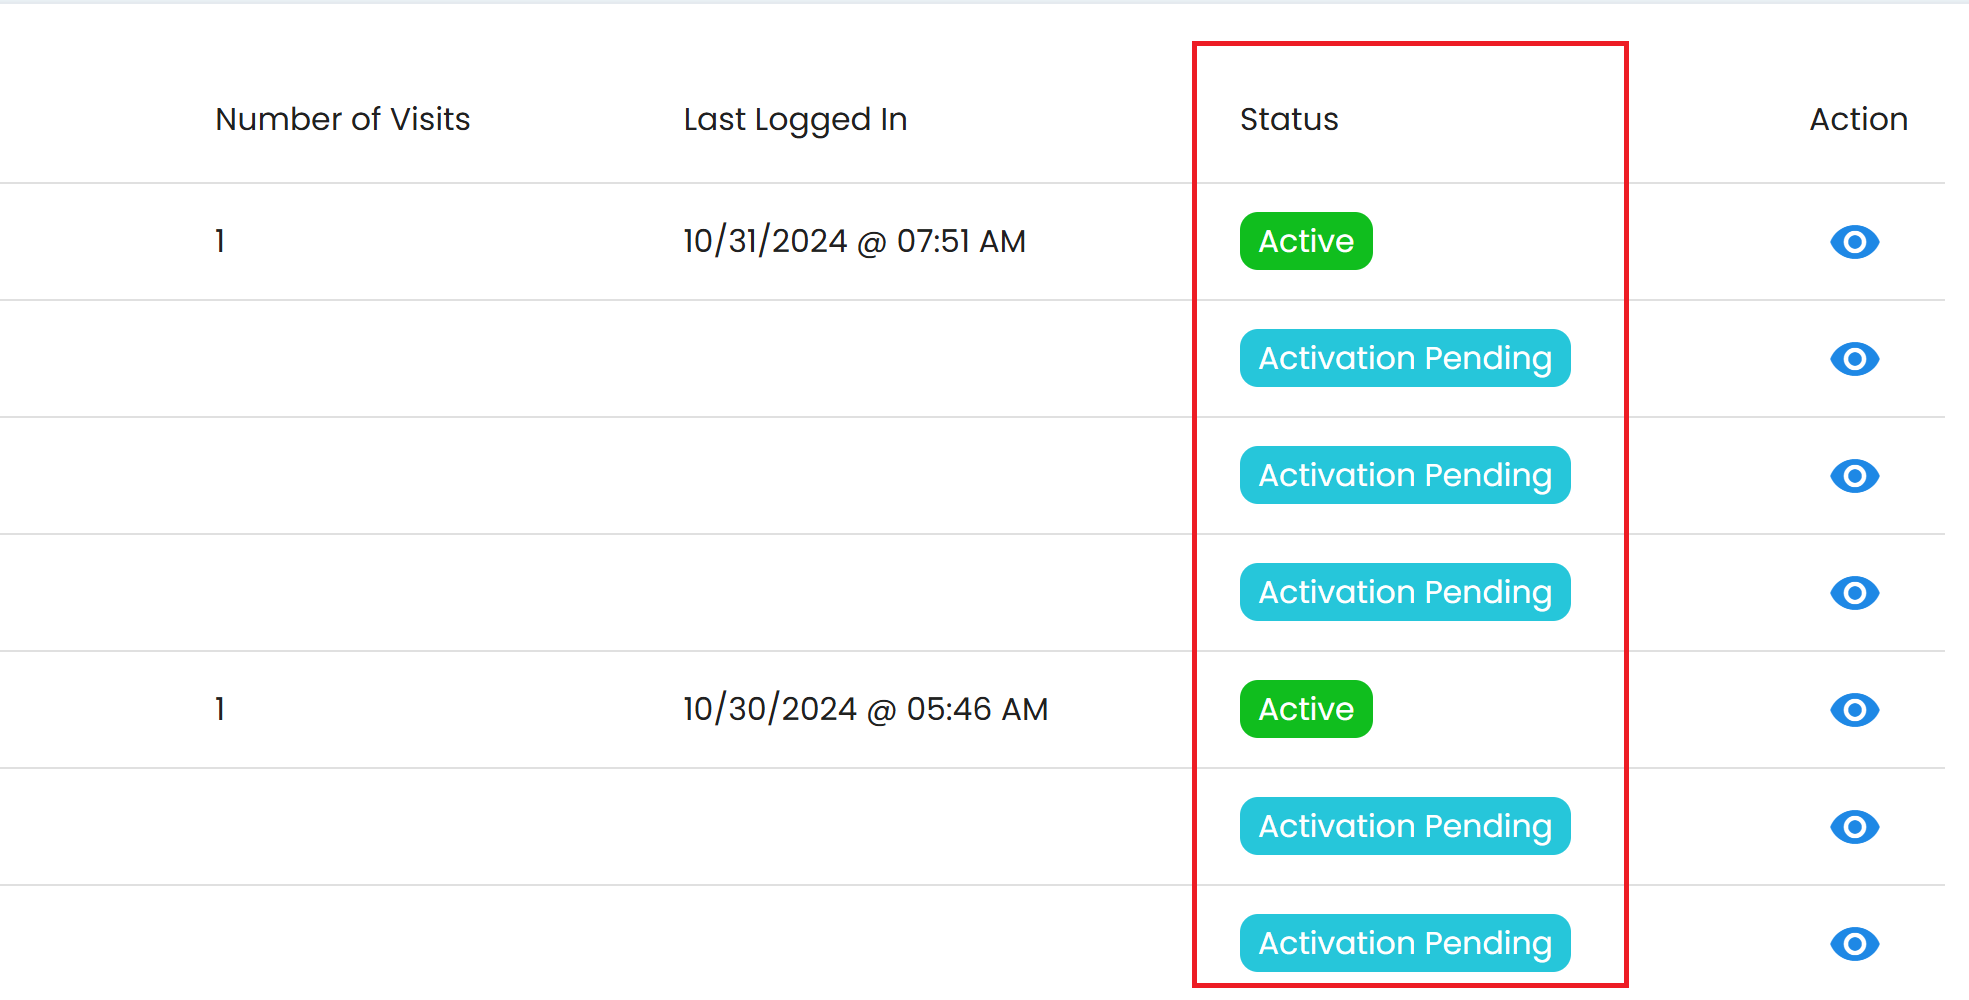 Number of Visits Last Logged In Status Action
1 10/31/2024 @ 07:51 AM Active
Activation Pending
Activation Pending
Activation Pending
1 10/30/2024 @ 05:46 AM Active
Activation Pending
Activation Pending